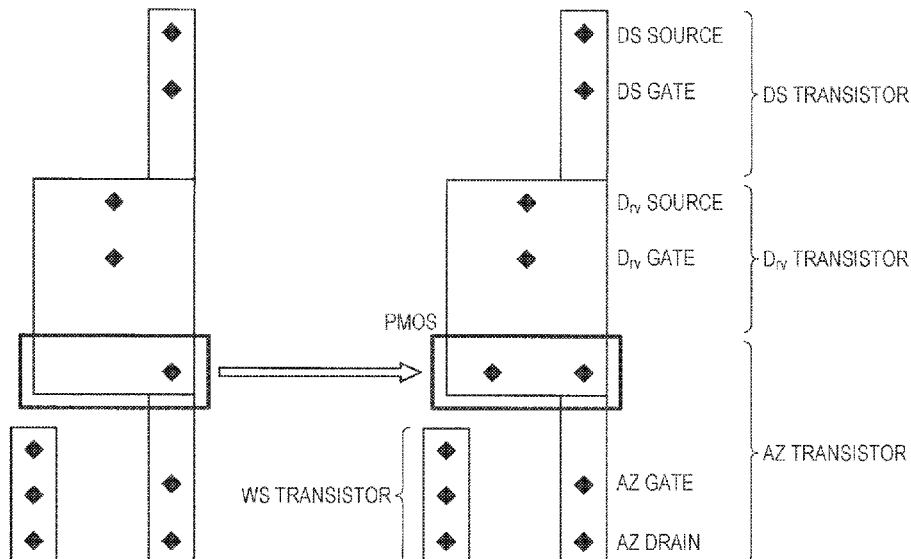 DS SOURCE
DS GATE
DS TRANSISTOR
Drv SOURCE
Drv GATE
Drv TRANSISTOR
PMOS
AZ TRANSISTOR
WS TRANSISTOR
AZ GATE
AZ DRAIN